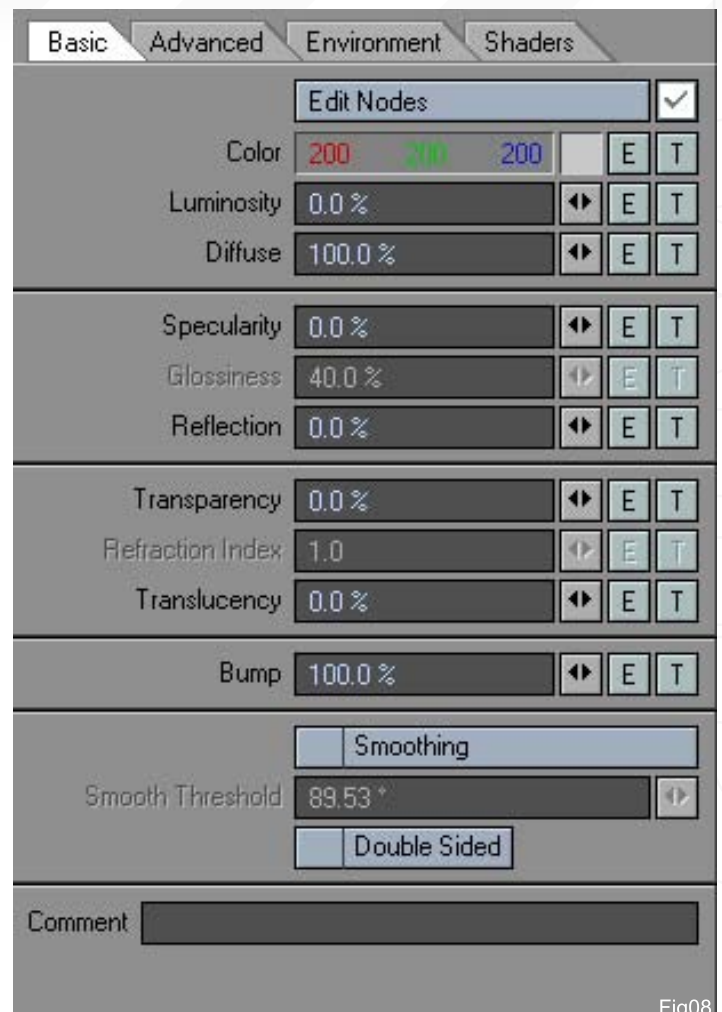 Basic Advanced Environment Shaders
Edit Nodes
Color 200 200 200 E T
Luminosity 0.0 % E T
Diffuse 100.0 % E T
Specularity 0.0 % E T
Glossiness 40.0 % E T
Reflection 0.0 % E T
Transparency 0.0 % E T
Refraction Index 1.0 E T
Translucency 0.0 % E T
Bump 100.0 % E T
Smoothing
Smooth Threshold 89.53 °
Double Sided
Comment
Fig08